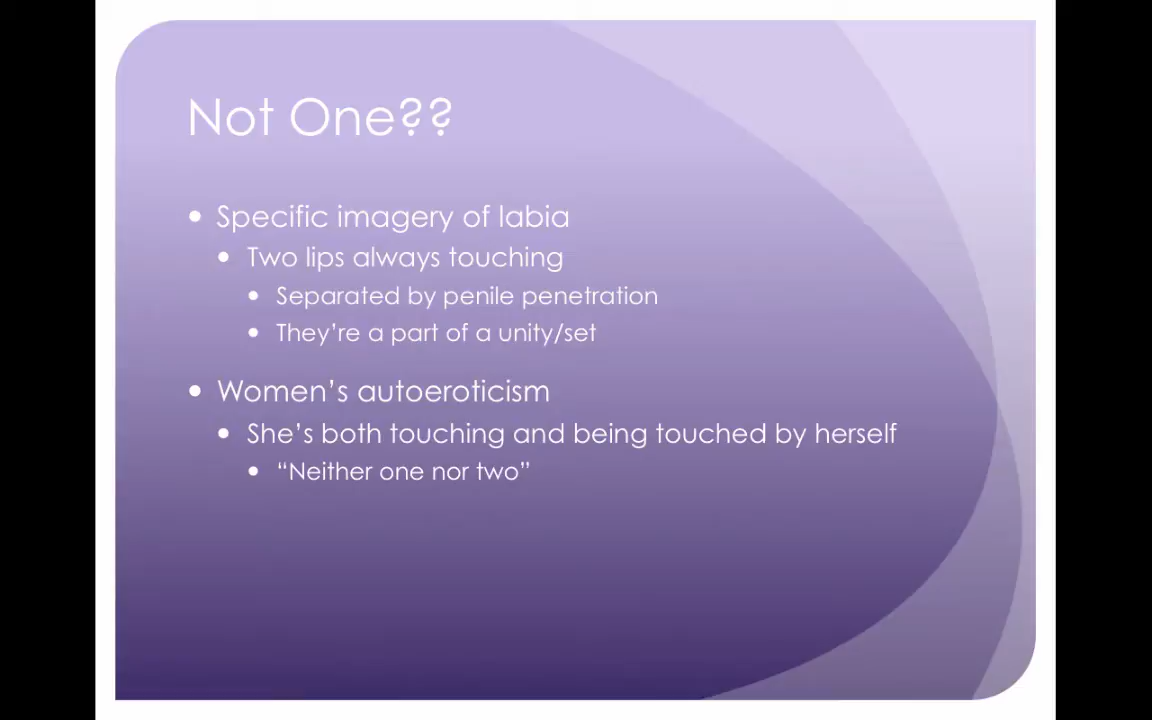 Not One??
• Specific imagery of labia
• Two lips always touching
• Separated by penile penetration
• They’re a part of a unity/set
• Women’s autoeroticism
• She’s both touching and being touched by herself
• “Neither one nor two”